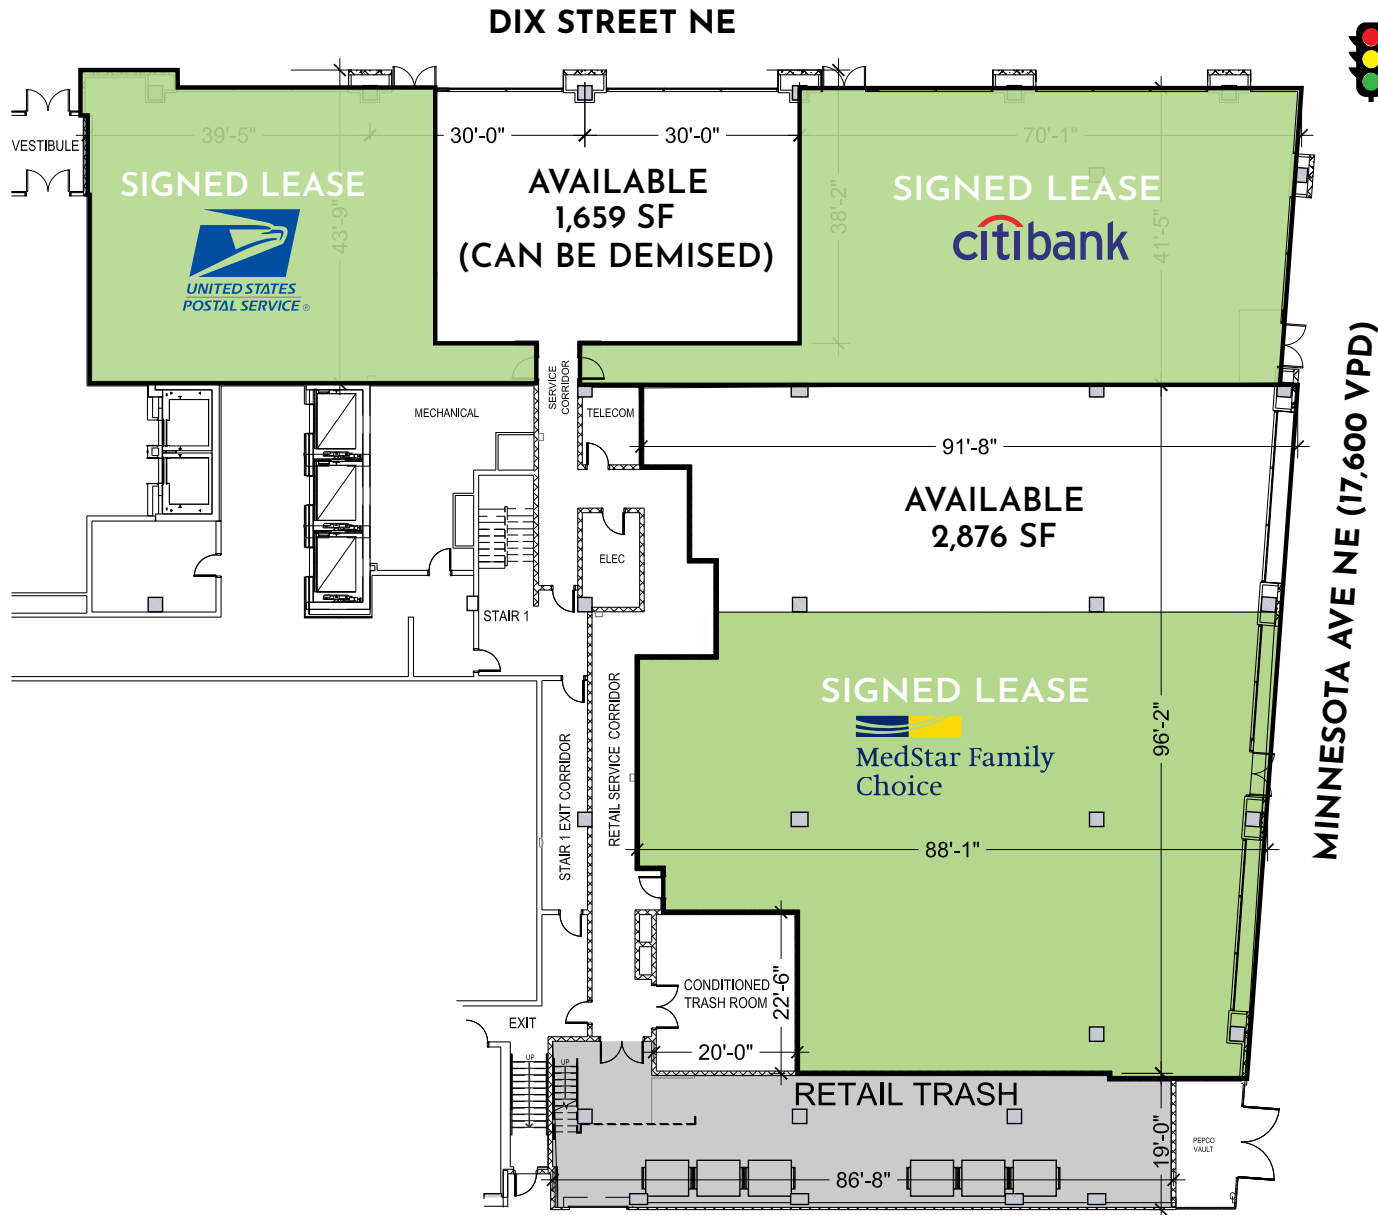 DIX STREET NE
VESTIBULE
39'-5"
30'-0"
30'-0"
70'-1"
SIGNED LEASE
43'-9"
UNITED STATES
POSTAL SERVICE ®
AVAILABLE
1,659 SF
(CAN BE DEMISED)
38'-2"
SIGNED LEASE
citibank
41'-5"
MINNESOTA AVE NE (17,600 VPD)
MECHANICAL
SERVICE
CORRIDOR
TELECOM
91'-8"
AVAILABLE
2,876 SF
ELEC
STAIR 1
SIGNED LEASE
MedStar Family
Choice
96'-2"
88'-1"
STAIR 1 EXIT CORRIDOR
RETAIL SERVICE CORRIDOR
CONDITIONED
TRASH ROOM
22'-6"
20'-0"
EXIT
UP
UP
RETAIL TRASH
19'-0"
PEPCO
VAULT
86'-8"